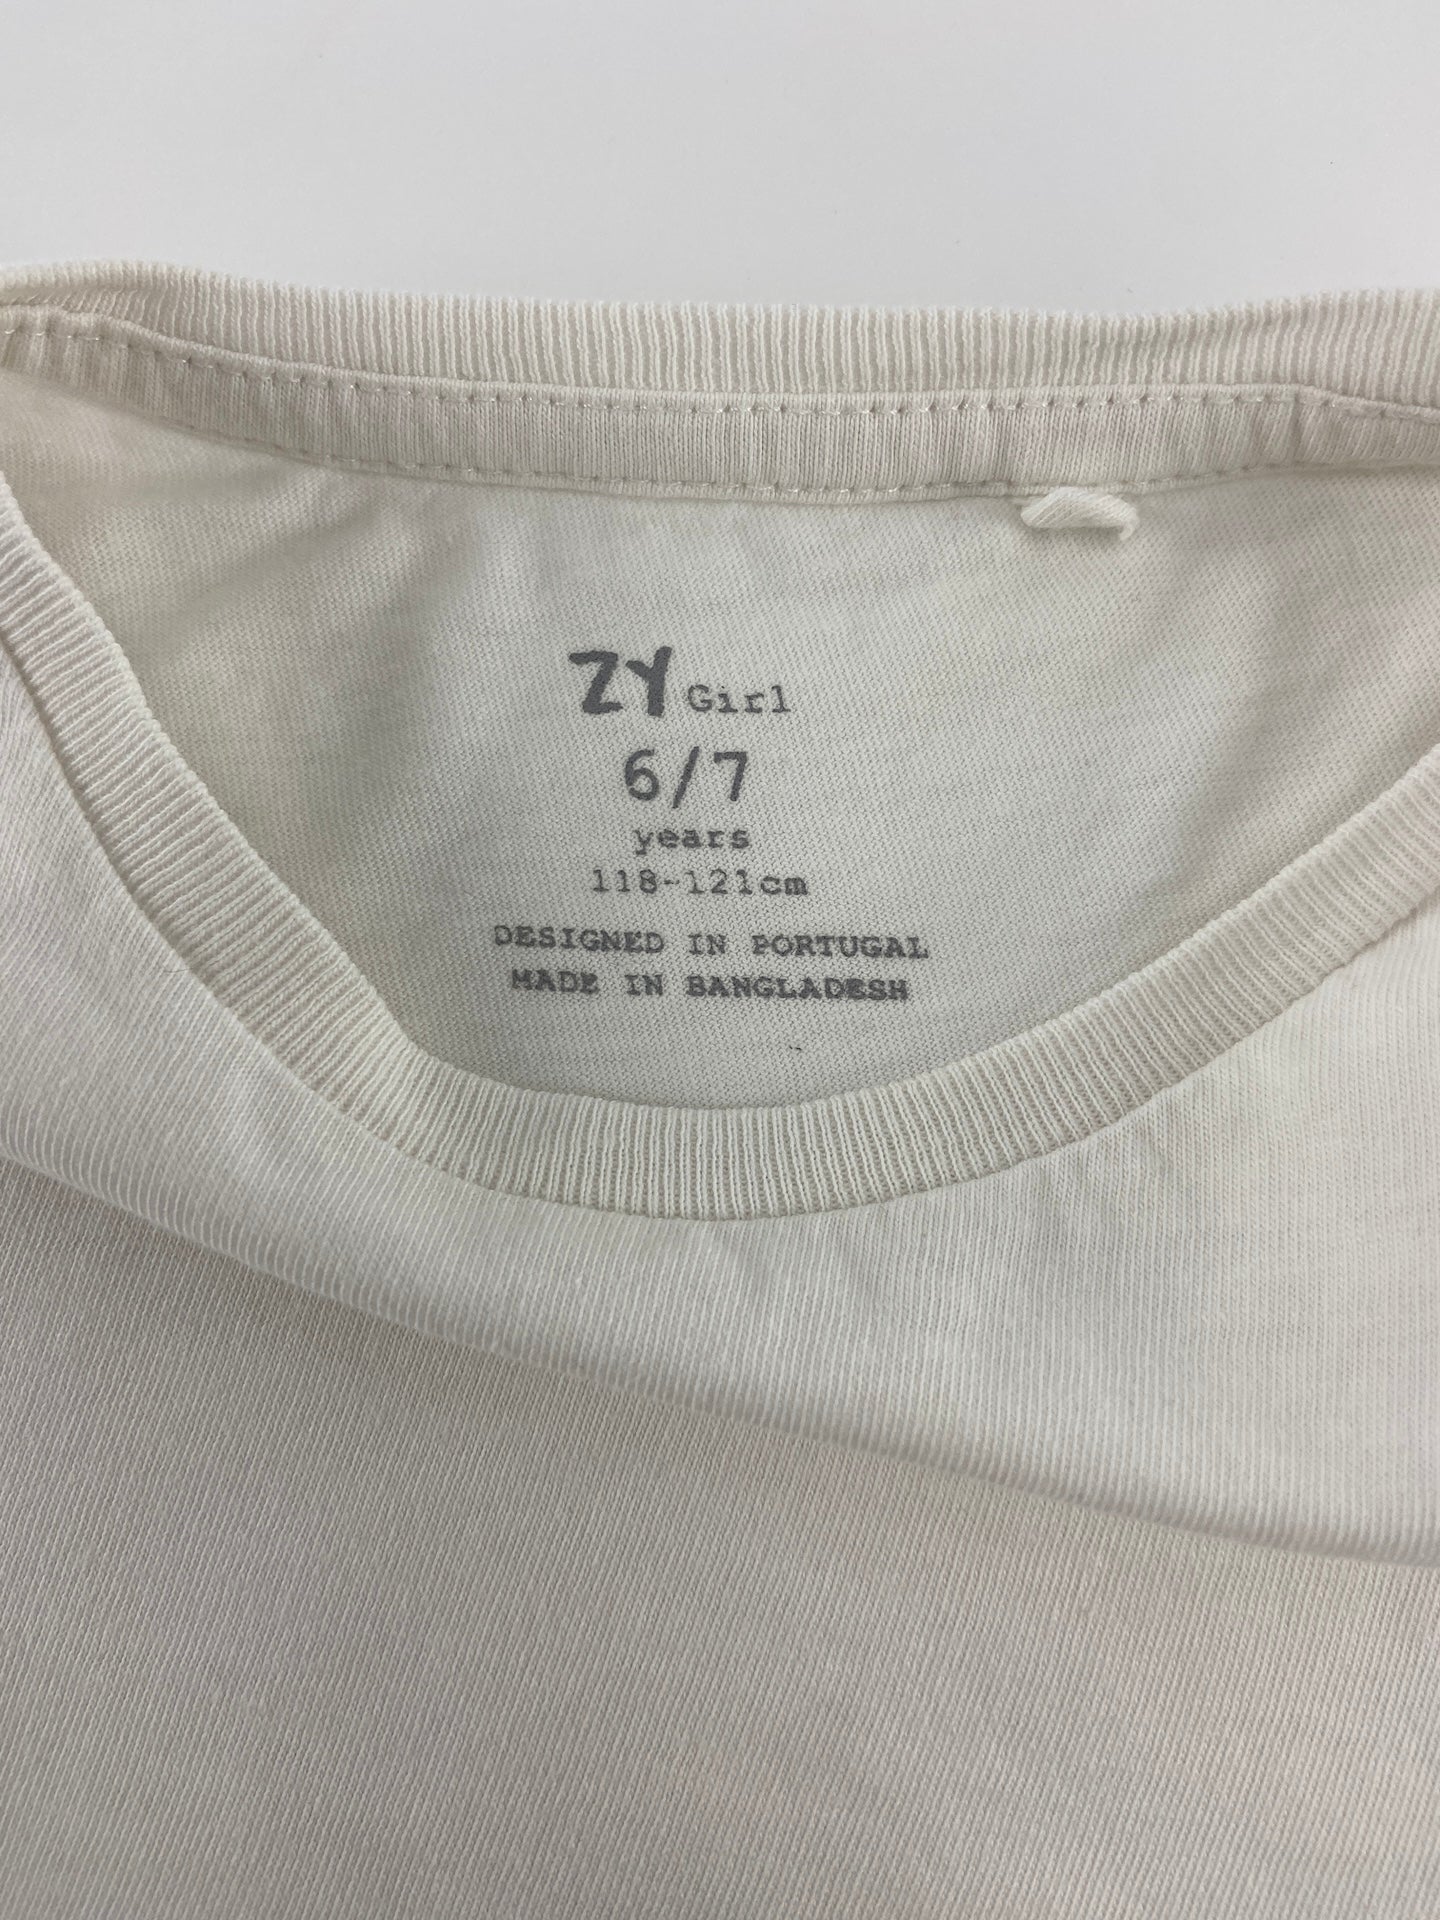 ZY Girl
6/7
years
118-121cm
DESIGNED IN PORTUGAL
MADE IN BANGLADESH